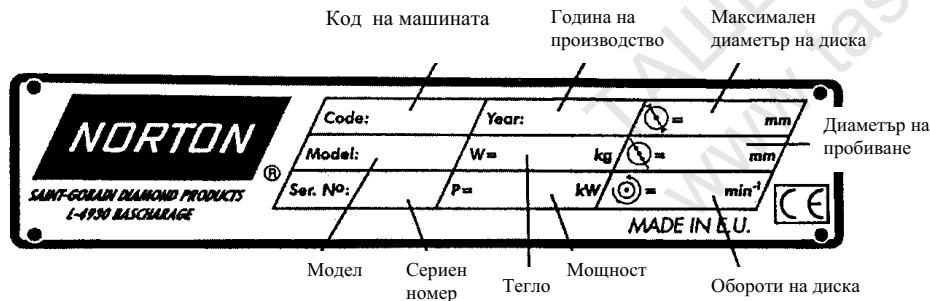 Код на машината
Година на
производство
Максимален
диаметър на диска
NORTON
®
SAINT-GOBAIN DIAMOND PRODUCTS
L-4930 BASCHARAGE
Code:
Year:
= mm
Model:
W= kg
= mm
Ser. Nº:
P= kW
= min⁻¹
MADE IN E.U.
CE
Диаметър на
пробиване
Модел
Сериен
номер
Тегло
Мощност
Обороти на диска